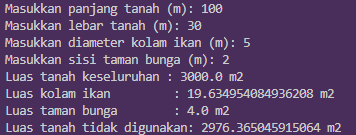 Masukkan panjang tanah (m): 100
Masukkan lebar tanah (m): 30
Masukkan diameter kolam ikan (m): 5
Masukkan sisi taman bunga (m): 2
Luas tanah keseluruhan : 3000.0 m2
Luas kolam ikan        : 19.634954084936208 m2
Luas taman bunga       : 4.0 m2
Luas tanah tidak digunakan: 2976.365045915064 m2